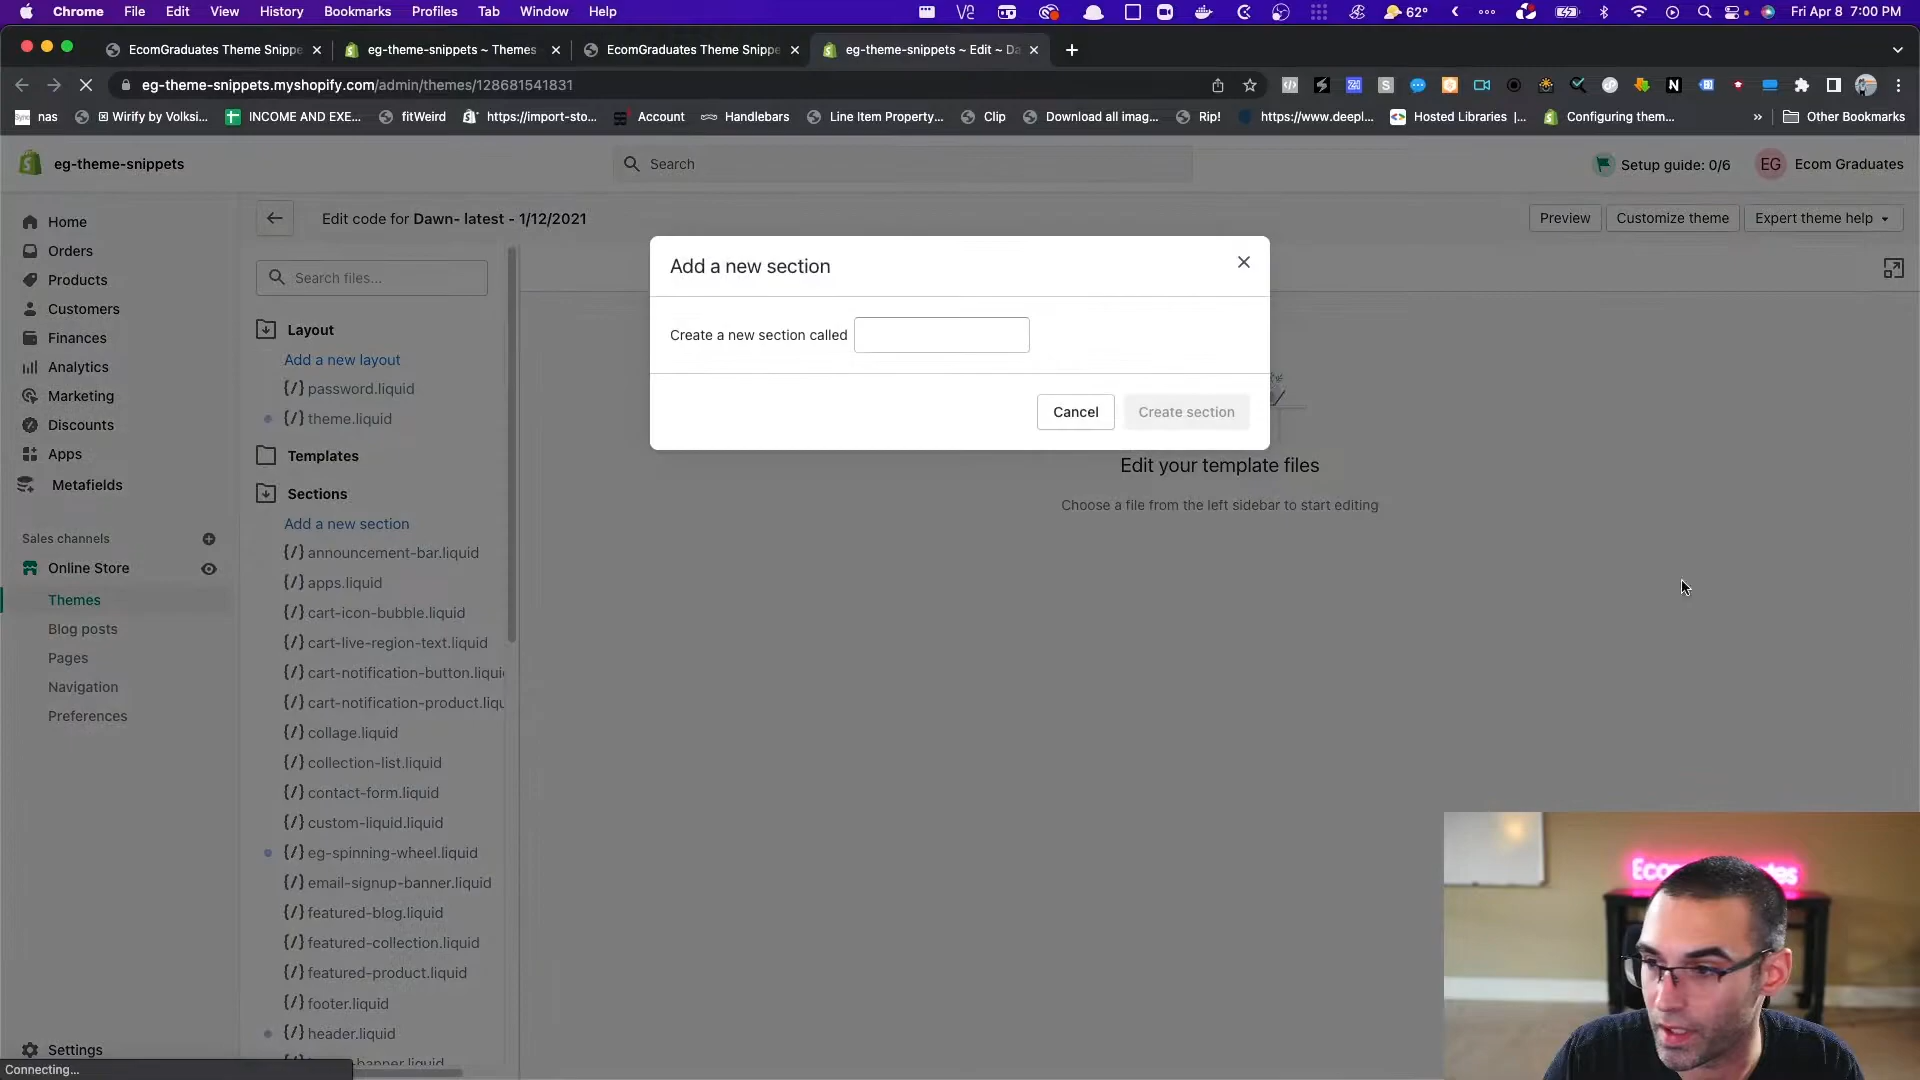 Chrome File Edit View History Bookmarks Profiles Tab Window Help 62° Fri Apr 8 7:00 PM
EcomGraduates Theme Snippe eg-theme-snippets ~ Themes EcomGraduates Theme Snippe eg-theme-snippets ~ Edit ~ Da
eg-theme-snippets.myshopify.com/admin/themes/128681541831
nas Wirify by Volksi... INCOME AND EXE... fitWeird https://import-sto... Account Handlebars Line Item Property... Clip Download all imag... Rip! https://www.deepl... Hosted Libraries |... Configuring them... » Other Bookmarks
eg-theme-snippets
Search
Setup guide: 0/6
EG Ecom Graduates
Home
Orders
Products
Customers
Finances
Analytics
Marketing
Discounts
Apps
Metafields
Sales channels
Online Store
Themes
Blog posts
Pages
Navigation
Preferences
Settings
Connecting...
Edit code for Dawn- latest - 1/12/2021
Preview Customize theme Expert theme help
Search files...
Layout
Add a new layout
{/} password.liquid
{/} theme.liquid
Templates
Sections
Add a new section
{/} announcement-bar.liquid
{/} apps.liquid
{/} cart-icon-bubble.liquid
{/} cart-live-region-text.liquid
{/} cart-notification-button.liqui
{/} cart-notification-product.liqu
{/} collage.liquid
{/} collection-list.liquid
{/} contact-form.liquid
{/} custom-liquid.liquid
{/} eg-spinning-wheel.liquid
{/} email-signup-banner.liquid
{/} featured-blog.liquid
{/} featured-collection.liquid
{/} featured-product.liquid
{/} footer.liquid
{/} header.liquid
Add a new section
Create a new section called
Cancel Create section
Edit your template files
Choose a file from the left sidebar to start editing